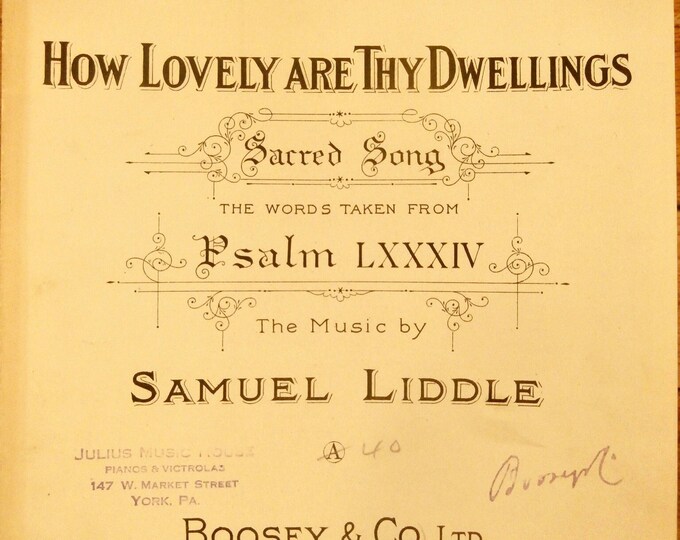 HOW LOVELY ARE THY DWELLINGS
Sacred Song
THE WORDS TAKEN FROM
Psalm LXXXIV
The Music by
SAMUEL LIDDLE
A 40
JULIUS MUSIC HOUSE
PIANOS & VICTROLAS
147 W. MARKET STREET
YORK, PA.
BOOSEY & CO LTD